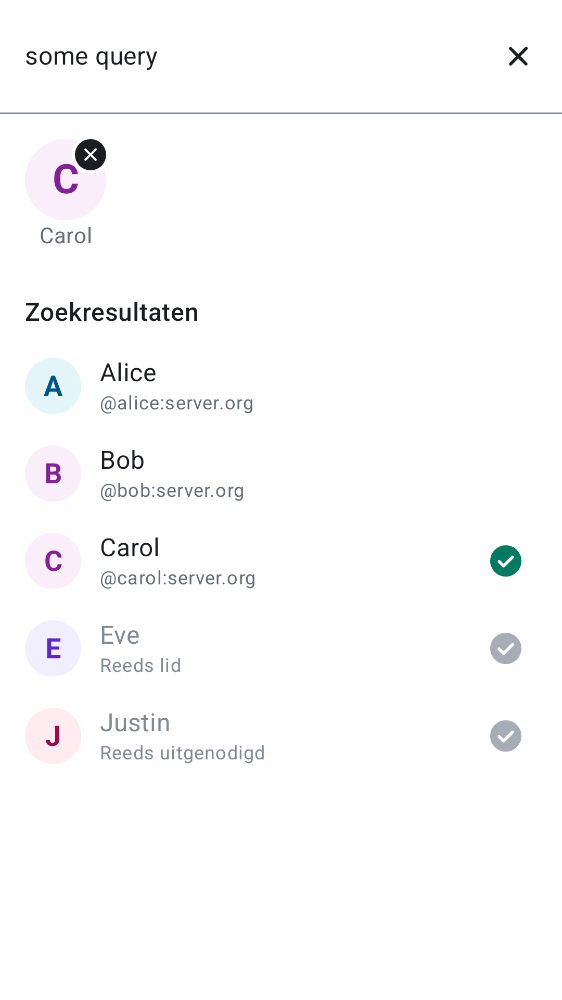 some query
C
Carol
Zoekresultaten
A
Alice
@alice:server.org
B
Bob
@bob:server.org
C
Carol
@carol:server.org
E
Eve
Reeds lid
J
Justin
Reeds uitgenodigd